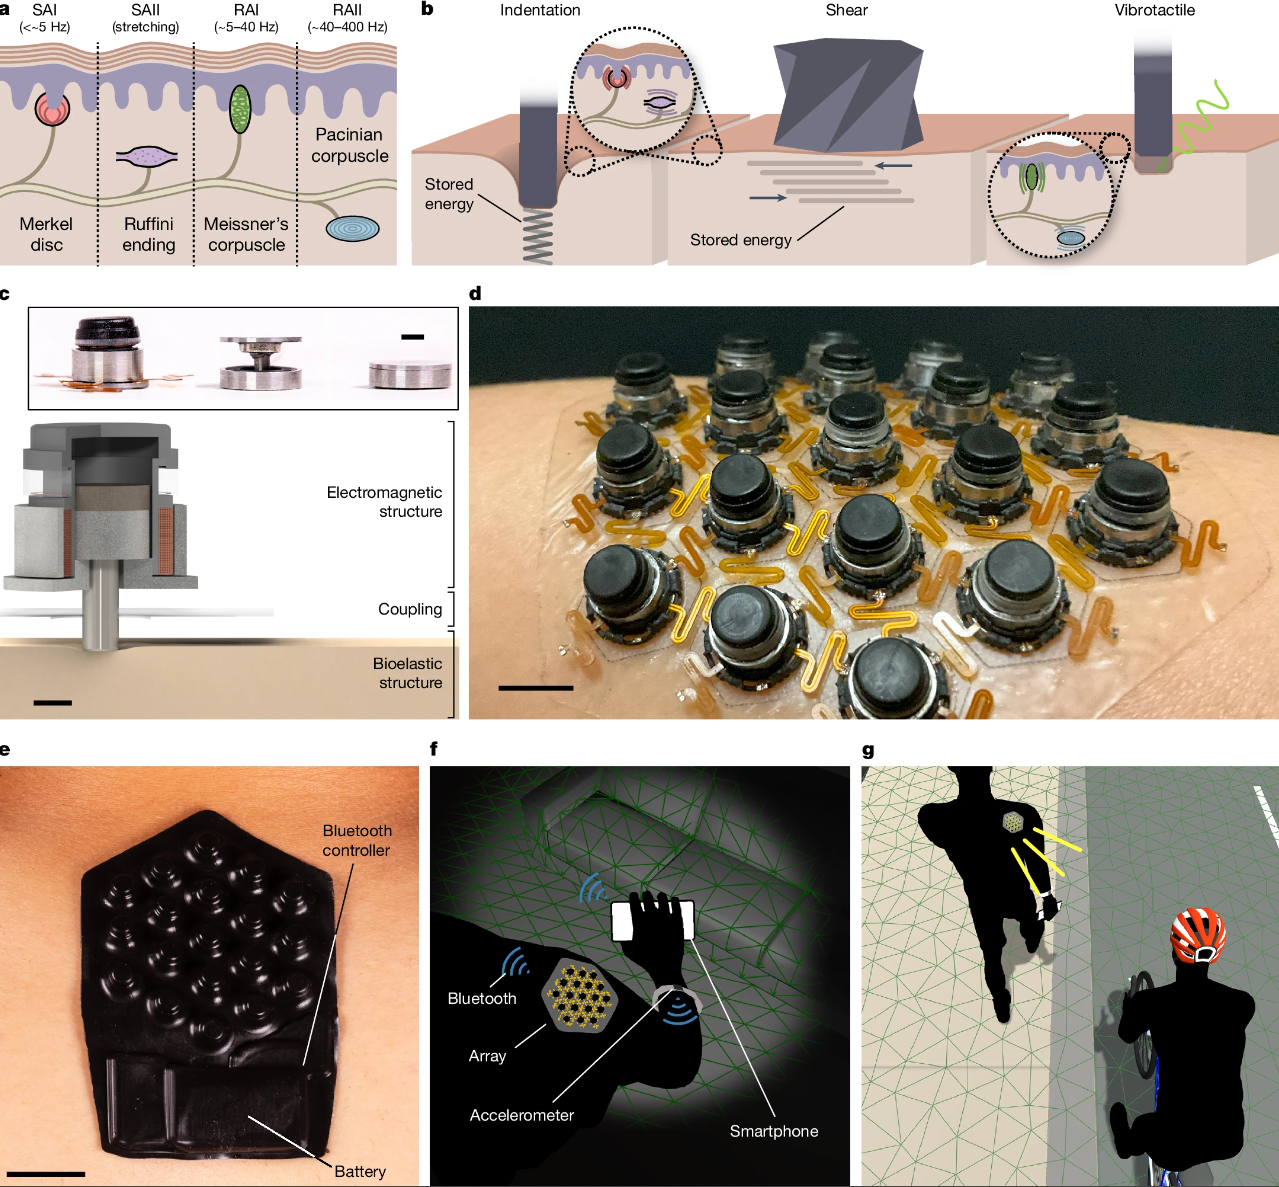 a
SAI
(<~5 Hz)
SAII
(stretching)
RAI
(~5–40 Hz)
RAII
(~40–400 Hz)
Pacinian
corpuscle
Merkel
disc
Ruffini
ending
Meissner's
corpuscle
b
Indentation
Shear
Vibrotactile
Stored
energy
Stored energy
c
Electromagnetic
structure
Coupling
Bioelastic
structure
d
e
Bluetooth
controller
Battery
f
Bluetooth
Array
Accelerometer
Smartphone
g